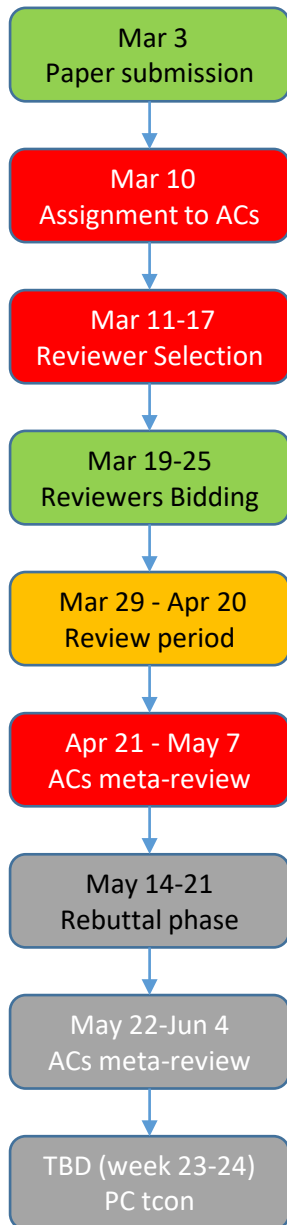 Mar 3
Paper submission
Mar 10
Assignment to ACs
Mar 11-17
Reviewer Selection
Mar 19-25
Reviewers Bidding
Mar 29 - Apr 20
Review period
Apr 21 - May 7
ACs meta-review
May 14-21
Rebuttal phase
May 22-Jun 4
ACs meta-review
TBD (week 23-24)
PC tcon